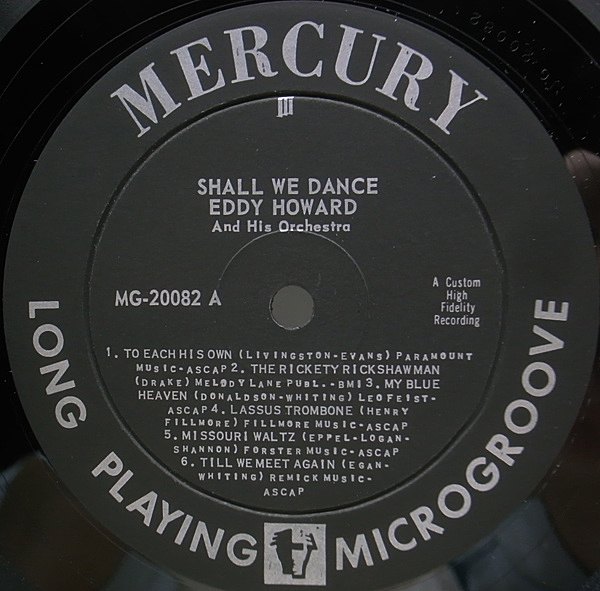 MERCURY
SHALL WE DANCE
EDDY HOWARD
And His Orchestra
MG-20082 A
A Custom
High
Fidelity
Recording
1. TO EACH HIS OWN (LIVINGSTON-EVANS) PARAMOUNT
MUSIC-ASCAP 2. THE RICKETY RICKSHAW MAN
(DRAKE) MELODY LANE PUBL.-BMI 3. MY BLUE
HEAVEN (DONALDSON-WHITING) LEO FEIST-
ASCAP 4. LASSUS TROMBONE (HENRY
FILLMORE) FILLMORE MUSIC-ASCAP
5. MISSOURI WALTZ (EPPEL-LOGAN-
SHANNON) FORSTER MUSIC-ASCAP
6. TILL WE MEET AGAIN (EGAN-
WHITING) REMICK MUSIC-
ASCAP
LONG PLAYING MICROGROOVE